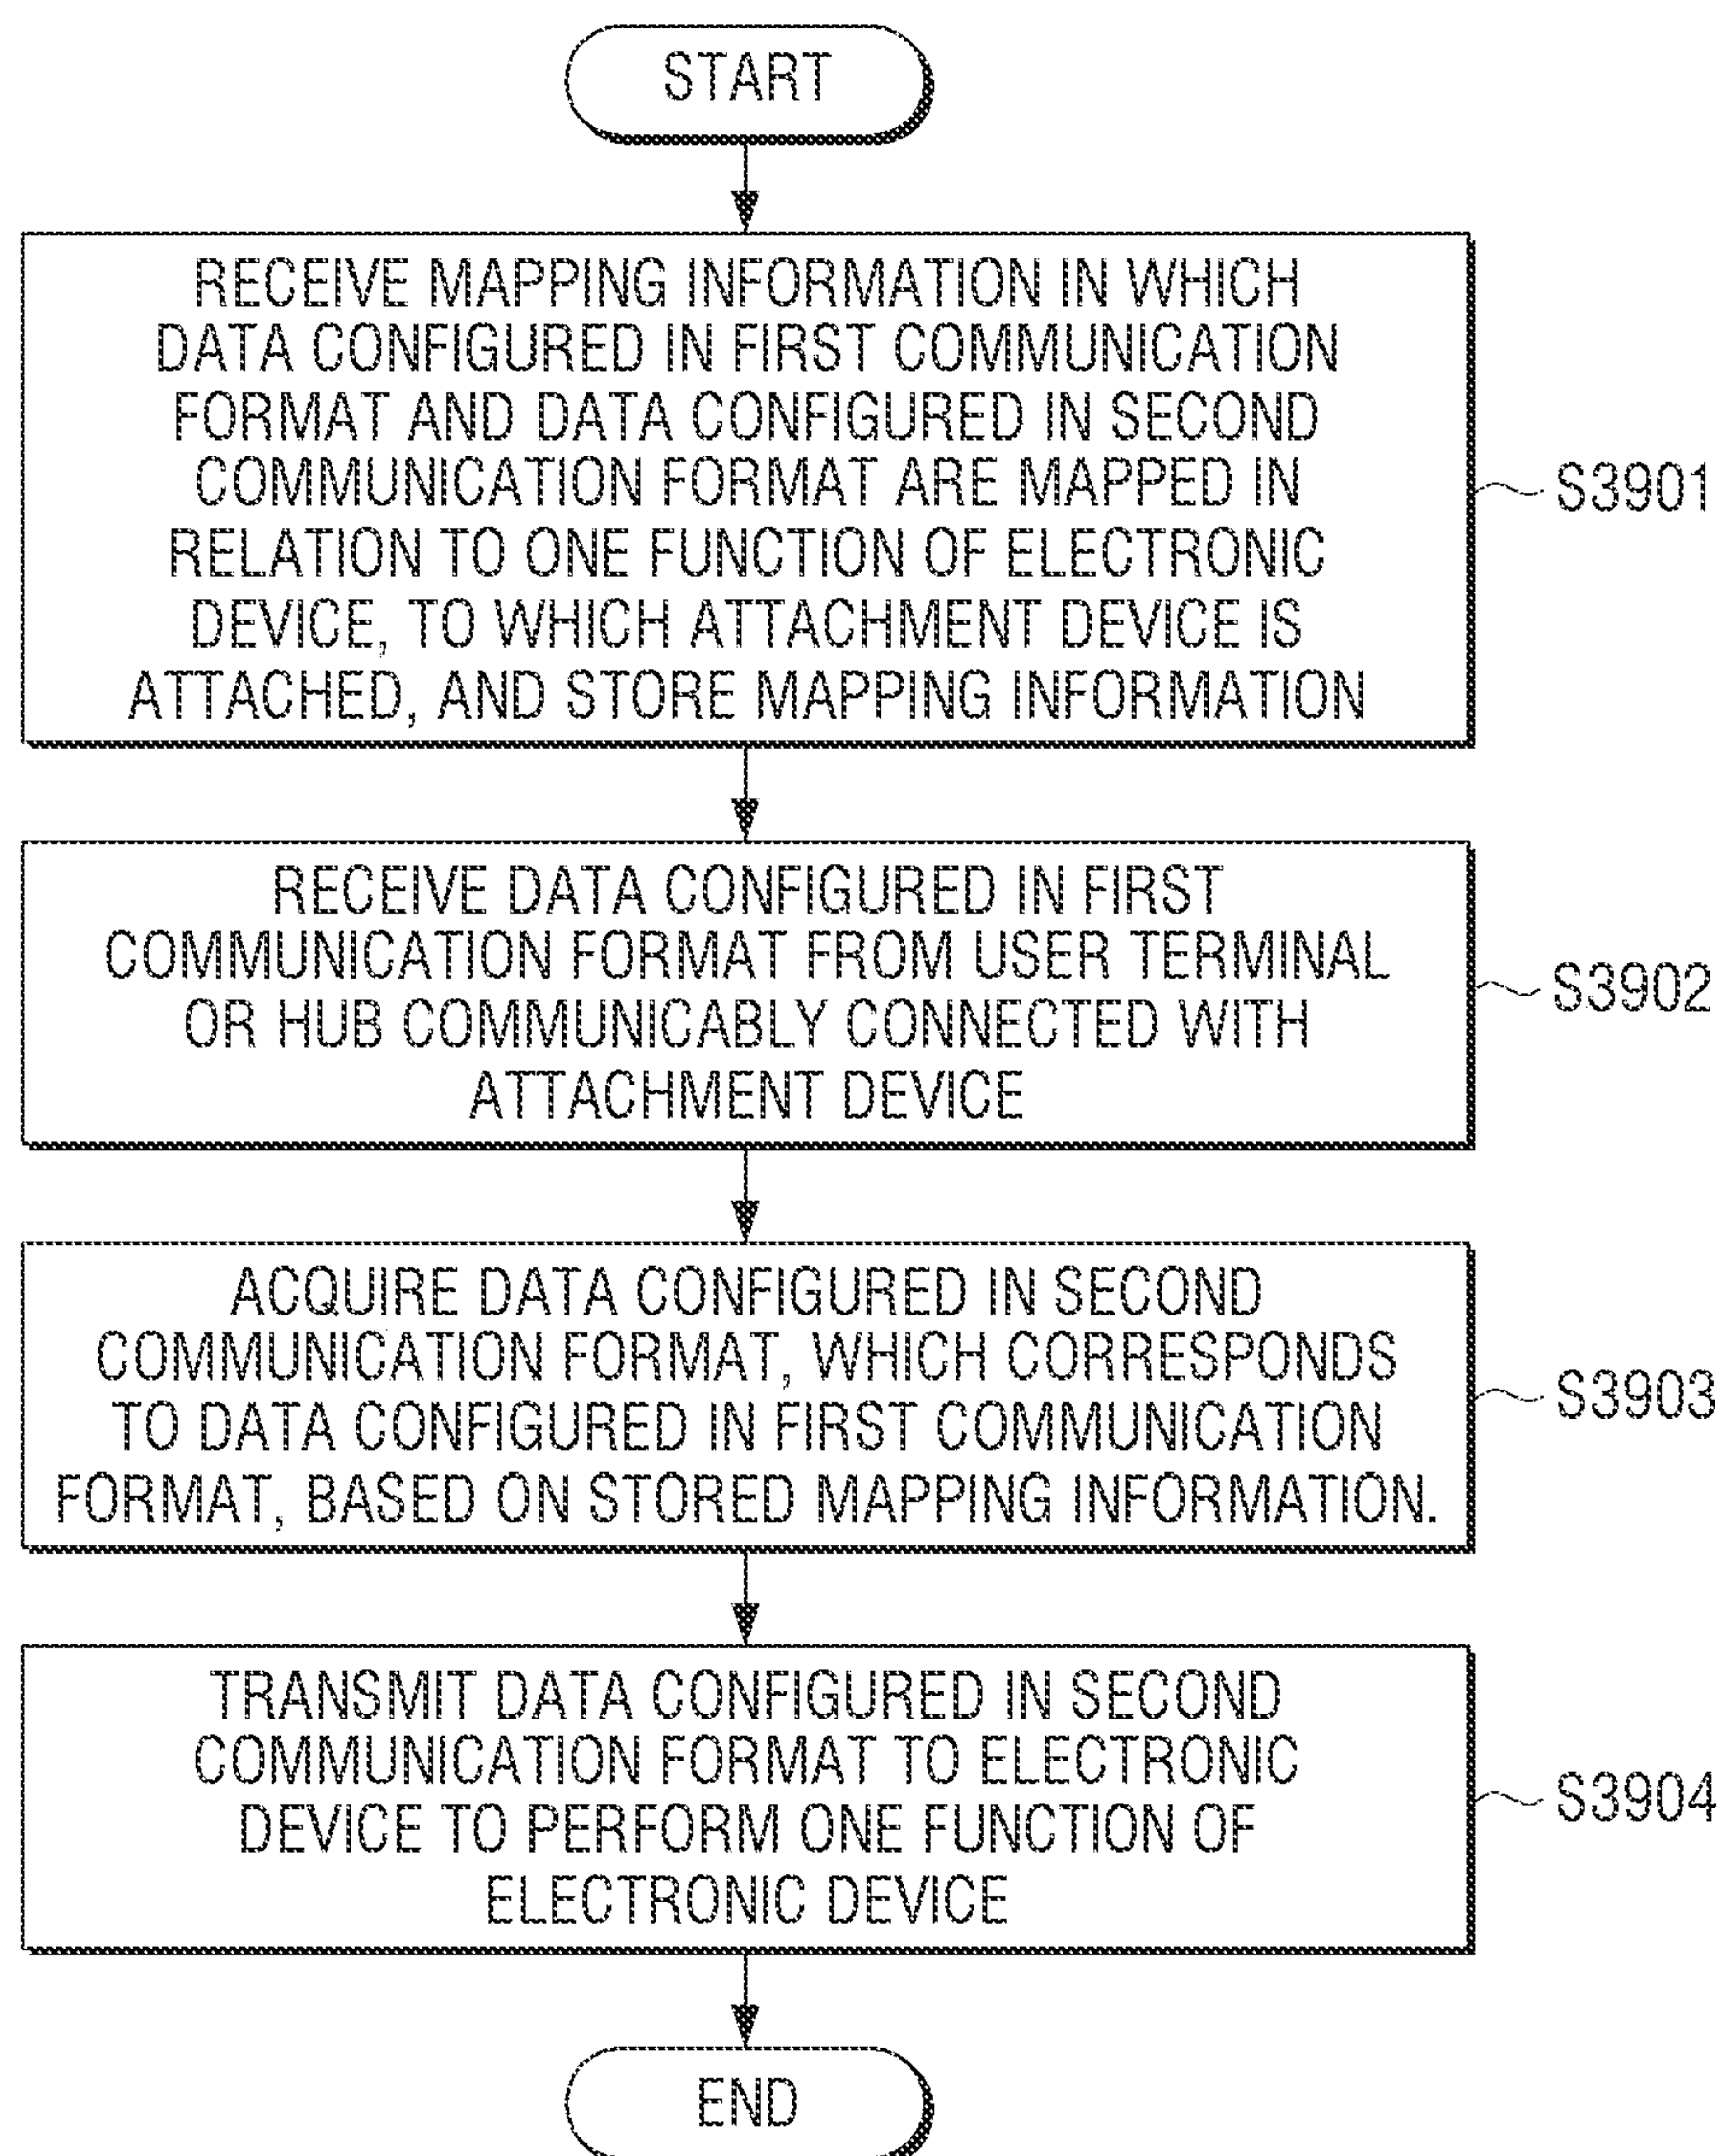 START
RECEIVE MAPPING INFORMATION IN WHICH
DATA CONFIGURED IN FIRST COMMUNICATION
FORMAT AND DATA CONFIGURED IN SECOND
COMMUNICATION FORMAT ARE MAPPED IN
RELATION TO ONE FUNCTION OF ELECTRONIC
DEVICE, TO WHICH ATTACHMENT DEVICE IS
ATTACHED, AND STORE MAPPING INFORMATION
S3901
RECEIVE DATA CONFIGURED IN FIRST
COMMUNICATION FORMAT FROM USER TERMINAL
OR HUB COMMUNICABLY CONNECTED WITH
ATTACHMENT DEVICE
S3902
ACQUIRE DATA CONFIGURED IN SECOND
COMMUNICATION FORMAT, WHICH CORRESPONDS
TO DATA CONFIGURED IN FIRST COMMUNICATION
FORMAT, BASED ON STORED MAPPING INFORMATION.
S3903
TRANSMIT DATA CONFIGURED IN SECOND
COMMUNICATION FORMAT TO ELECTRONIC
DEVICE TO PERFORM ONE FUNCTION OF
ELECTRONIC DEVICE
S3904
END